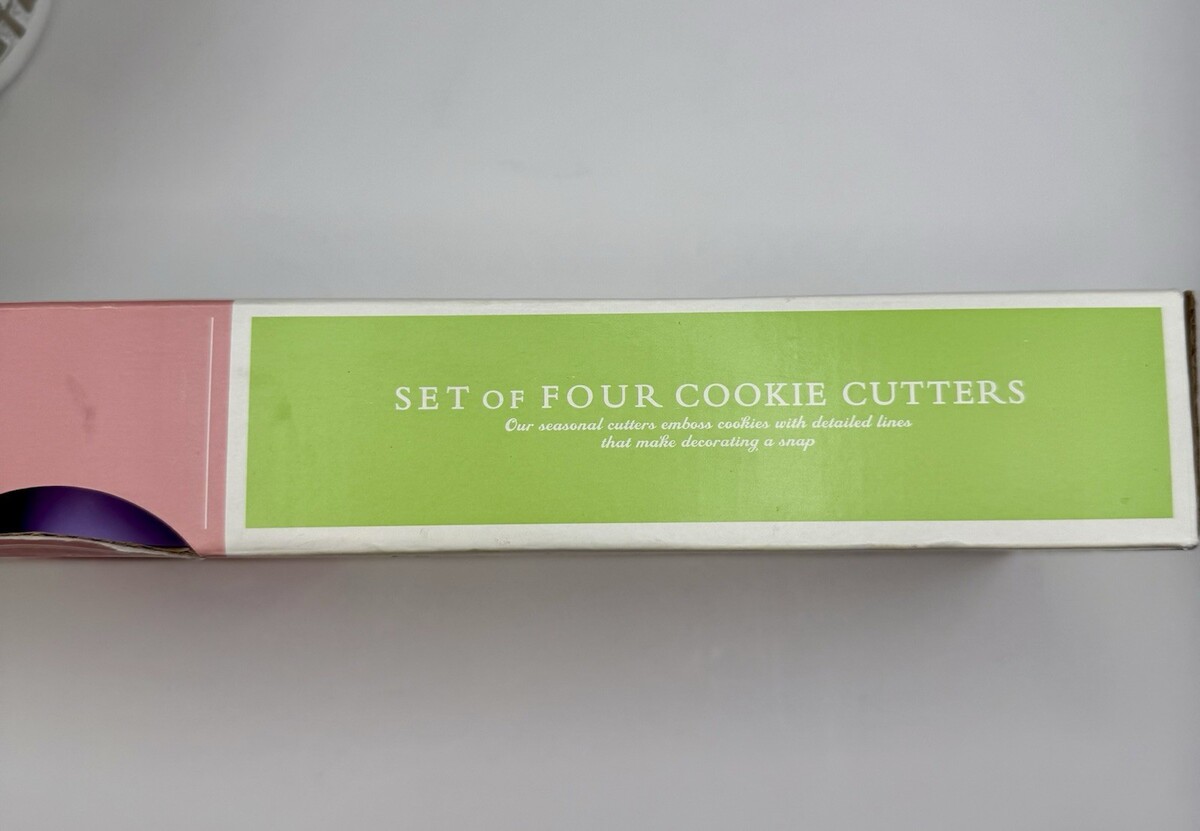 SET OF FOUR COOKIE CUTTERS
Our seasonal cutters emboss cookies with detailed lines
that make decorating a snap